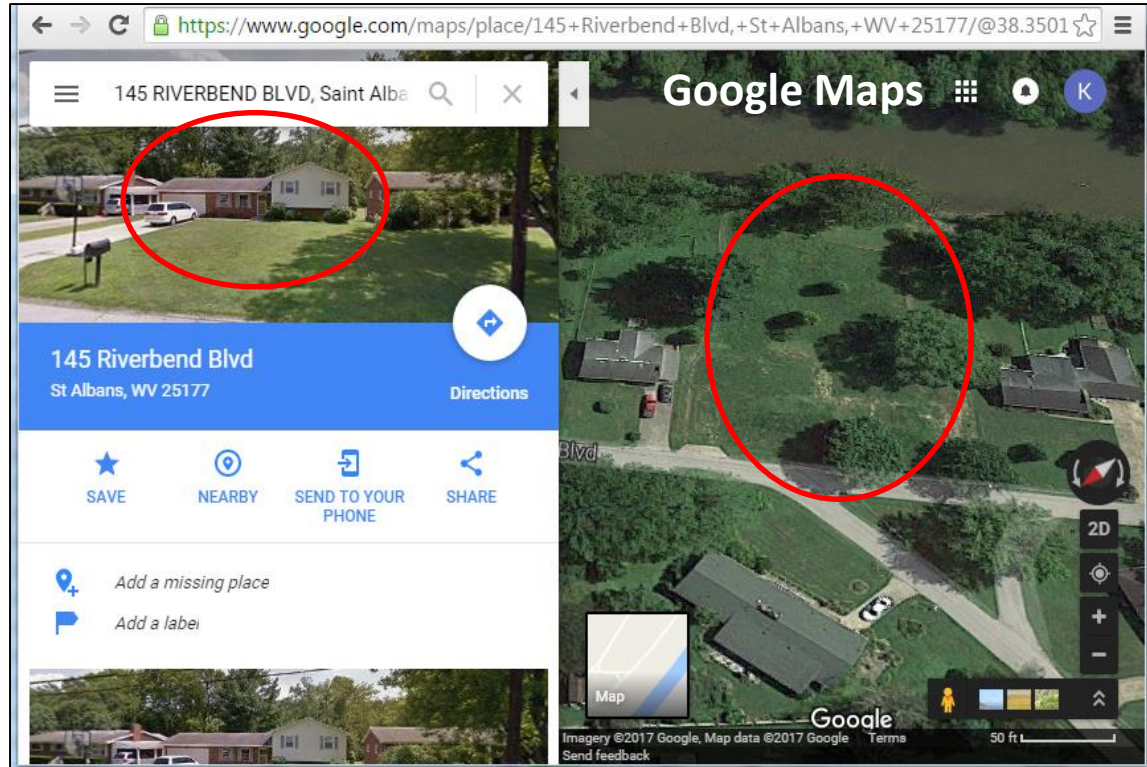 https://www.google.com/maps/place/145+Riverbend+Blvd,+St+Albans,+WV+25177/@38.3501
145 RIVERBEND BLVD, Saint Alba
Google Maps
K
145 Riverbend Blvd
St Albans, WV 25177
Directions
SAVE
NEARBY
SEND TO YOUR
PHONE
SHARE
Add a missing place
Add a label
Blvd
2D
Map
Google
Imagery ©2017 Google, Map data ©2017 Google Terms 50 ft
Send feedback